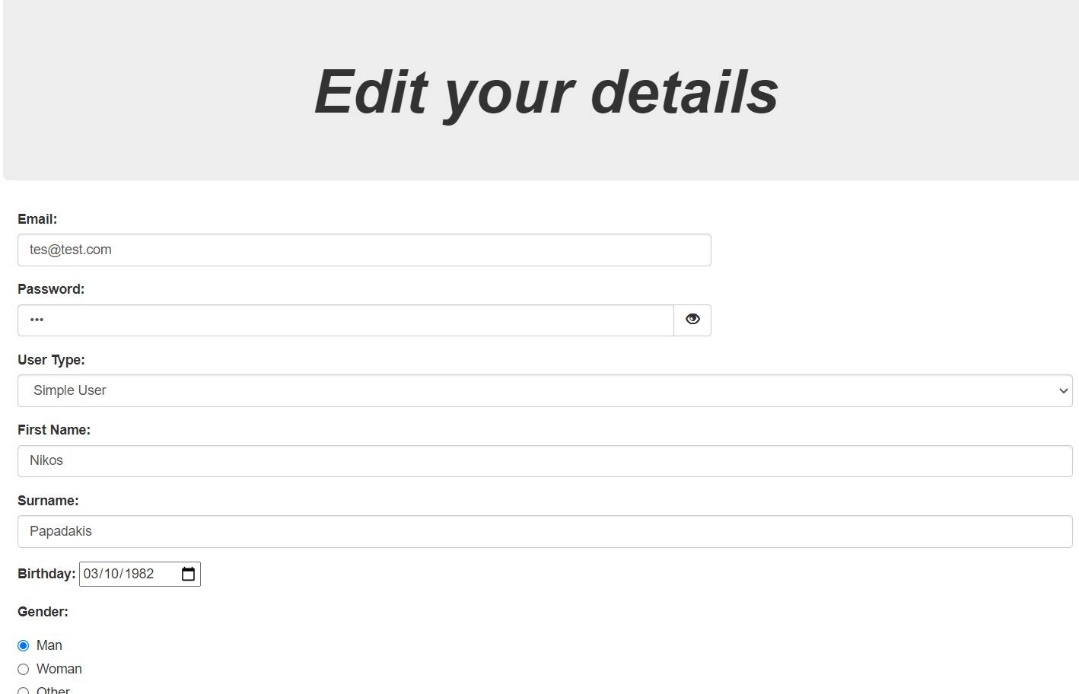 Edit your details
Email:
tes@test.com
Password:
•••
User Type:
Simple User
First Name:
Nikos
Surname:
Papadakis
Birthday: 03/10/1982
Gender:
Man
Woman
Other